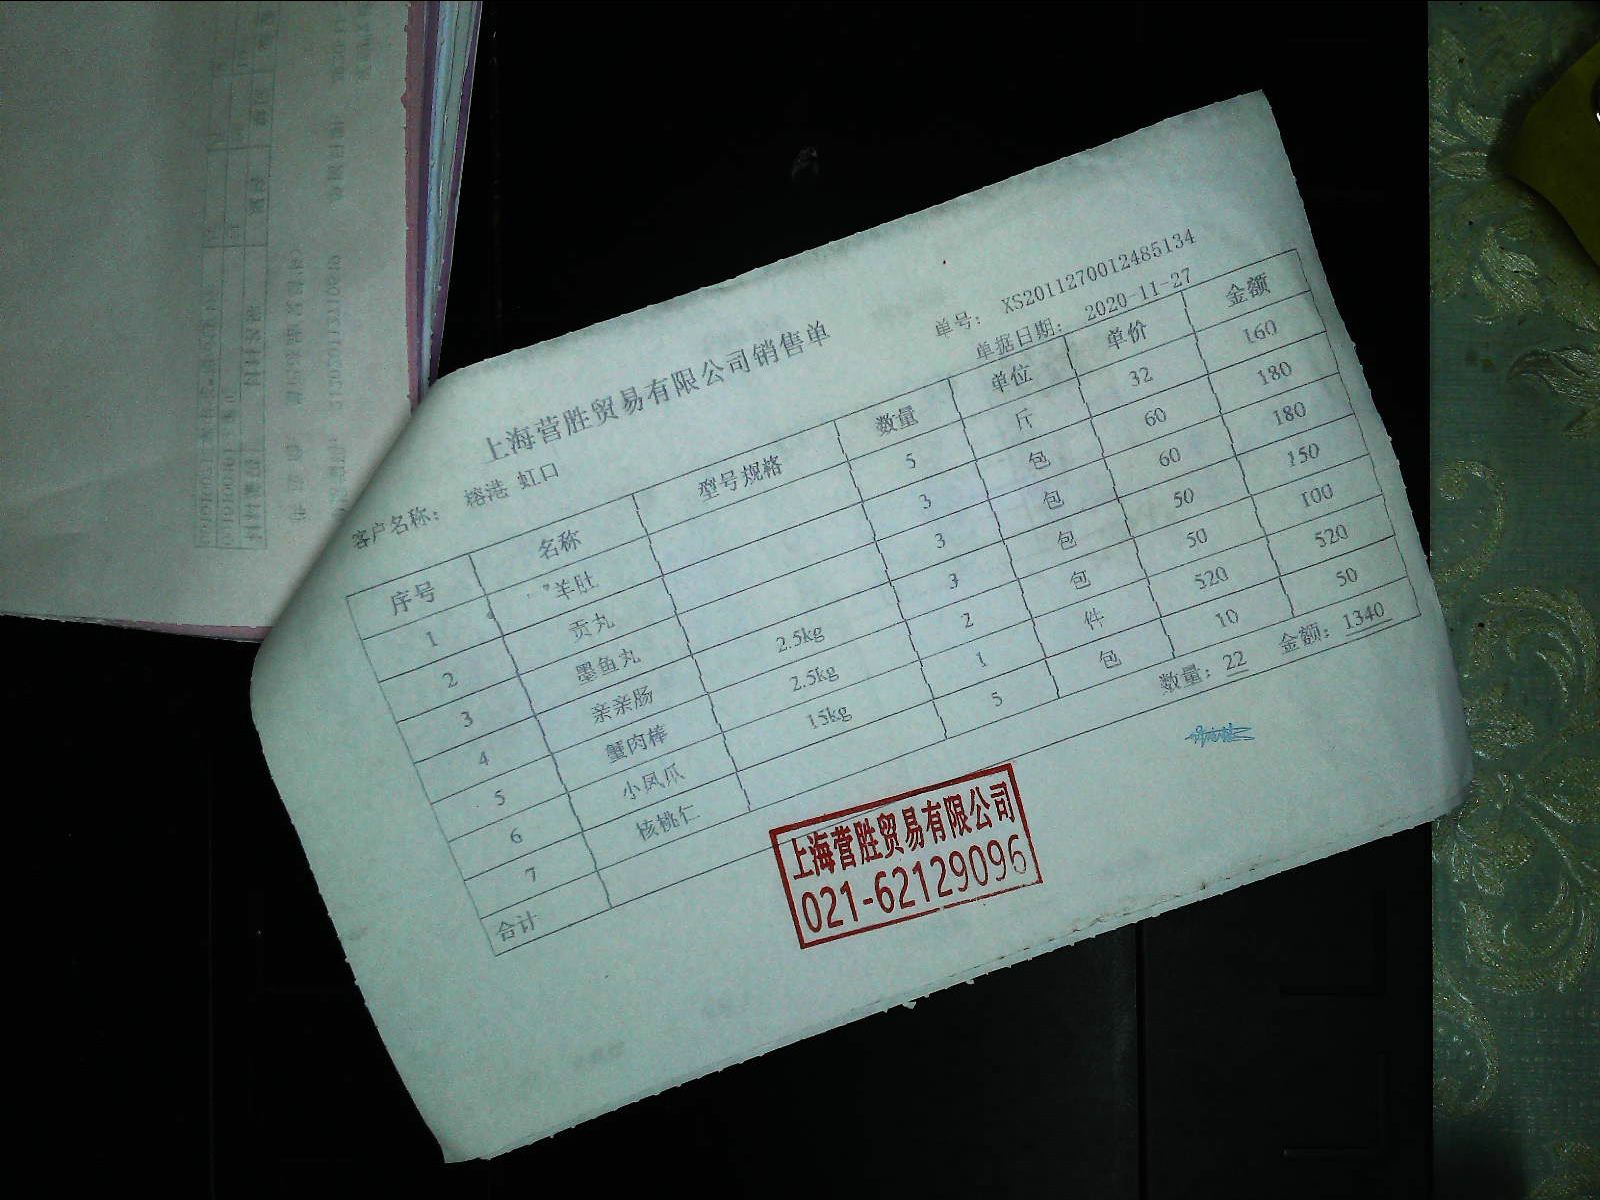 上海营胜贸易有限公司销售单
单号： XS2011270012485134
客户名称： 榕港 虹口
单据日期： 2020-11-27
序号 名称 型号规格 数量 单位 单价 金额
1 羊肚 5 斤 32 160
2 贡丸 3 包 60 180
3 墨鱼丸 3 包 60 180
4 亲亲肠 2.5kg 3 包 50 150
5 蟹肉棒 2.5kg 2 包 50 100
6 小凤爪 15kg 1 件 520 520
7 核桃仁 5 包 10 50
合计 数量：22 金额：1340
上海营胜贸易有限公司
021-62129096